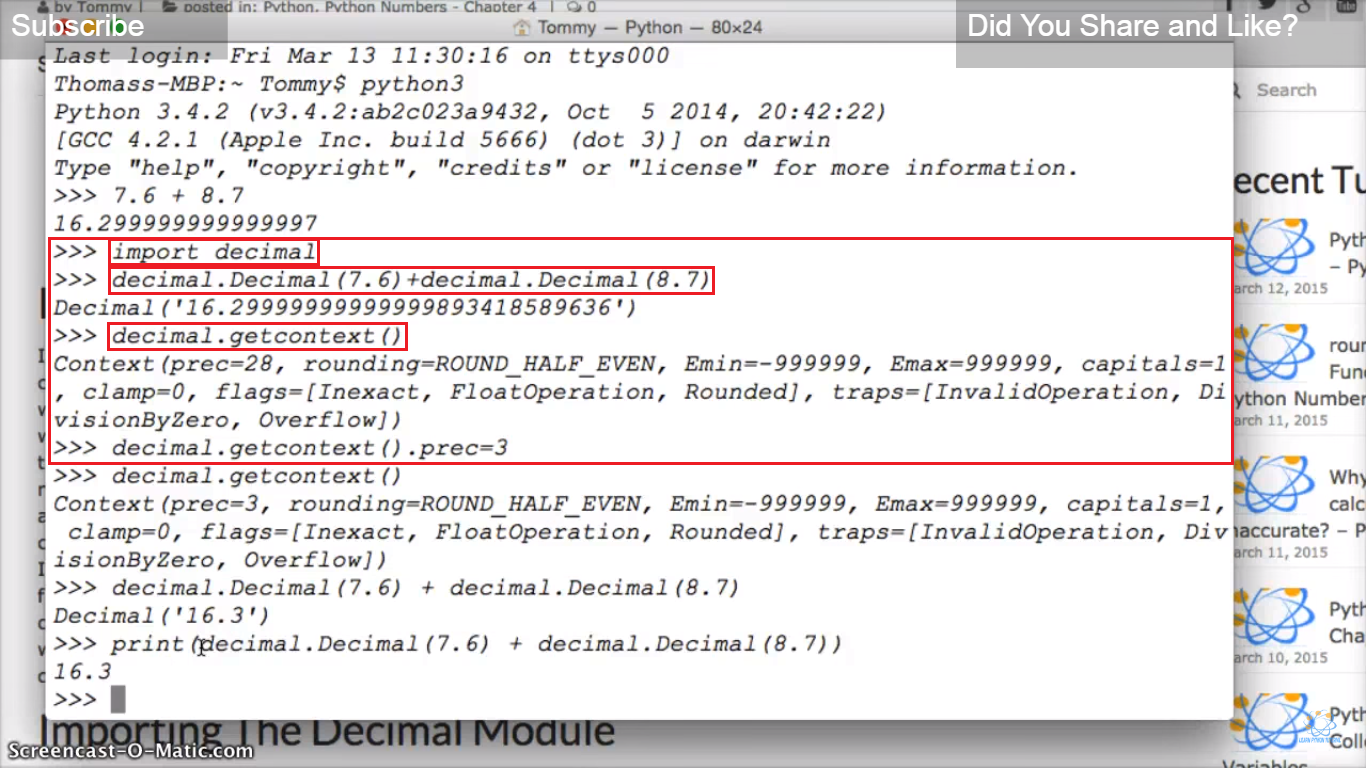 by Tommy | posted in: Python, Python Numbers - Chapter 4 | 0
Subscribe
Did You Share and Like?
Tommy — Python — 80×24
Last login: Fri Mar 13 11:30:16 on ttys000
Thomass-MBP:~ Tommy$ python3
Python 3.4.2 (v3.4.2:ab2c023a9432, Oct  5 2014, 20:42:22)
[GCC 4.2.1 (Apple Inc. build 5666) (dot 3)] on darwin
Type "help", "copyright", "credits" or "license" for more information.
>>> 7.6 + 8.7
16.299999999999997
>>> import decimal
>>> decimal.Decimal(7.6)+decimal.Decimal(8.7)
Decimal('16.29999999999999893418589636')
>>> decimal.getcontext()
Context(prec=28, rounding=ROUND_HALF_EVEN, Emin=-999999, Emax=999999, capitals=1
, clamp=0, flags=[Inexact, FloatOperation, Rounded], traps=[InvalidOperation, Di
visionByZero, Overflow])
>>> decimal.getcontext().prec=3
>>> decimal.getcontext()
Context(prec=3, rounding=ROUND_HALF_EVEN, Emin=-999999, Emax=999999, capitals=1,
 clamp=0, flags=[Inexact, FloatOperation, Rounded], traps=[InvalidOperation, Div
isionByZero, Overflow])
>>> decimal.Decimal(7.6) + decimal.Decimal(8.7)
Decimal('16.3')
>>> print(decimal.Decimal(7.6) + decimal.Decimal(8.7))
16.3
>>>
Importing The Decimal Module
Screencast-O-Matic.com
Search
ecent Tu
Pyth
– Py
arch 12, 2015
roun
Func
ython Number
arch 11, 2015
Why
calc
naccurate? – P
arch 11, 2015
Pyth
Cha
arch 10, 2015
Pyth
Coll
Variables